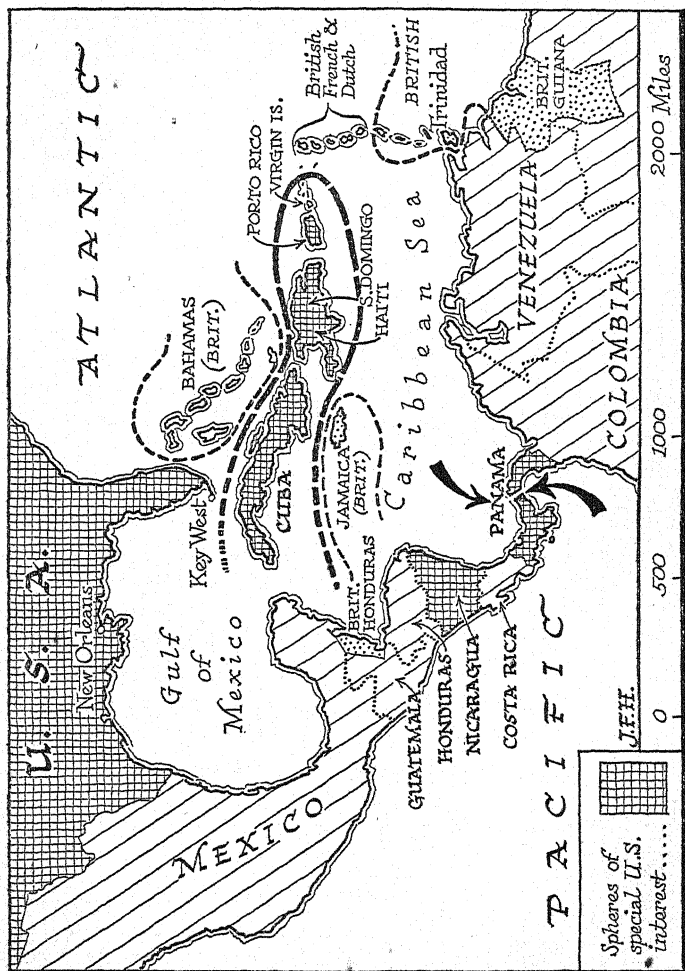 ATLANTIC
U. S. A.
New Orleans
Key West
BAHAMAS
(BRIT.)
PORTO RICO
VIRGIN IS.
British
French &
Dutch
BRITISH
Trinidad
BRIT.
GUIANA
Gulf
of
Mexico
CUBA
S. DOMINGO
HAITI
JAMAICA
(BRIT.)
Caribbean Sea
MEXICO
BRIT.
HONDURAS
GUATEMALA
HONDURAS
NICARAGUA
COSTA RICA
PANAMA
VENEZUELA
COLOMBIA
PACIFIC
Spheres of
special U.S.
interest.....
J.F.H.
0 500 1000 2000 Miles